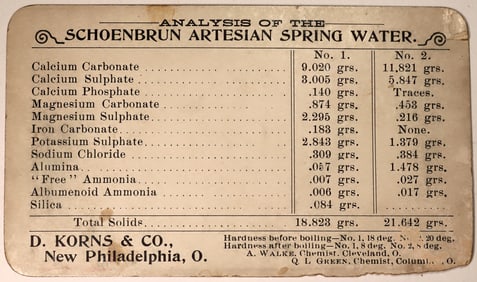 ANALYSIS OF THE
SCHOENBRUN ARTESIAN SPRING WATER.
No. 1. No. 2.
Calcium Carbonate 9.020 grs. 11.821 grs.
Calcium Sulphate 3.005 grs. 5.847 grs.
Calcium Phosphate .140 grs. Traces.
Magnesium Carbonate .874 grs. .453 grs.
Magnesium Sulphate 2.295 grs. .216 grs.
Iron Carbonate .183 grs. None.
Potassium Sulphate 2.843 grs. 1.379 grs.
Sodium Chloride .309 grs. .384 grs.
Alumina grs. 1.478 grs.
"Free" Ammonia .007 grs. .027 grs.
Albumenoid Ammonia .006 grs. .017 grs.
Silica .084 grs.
Total Solids 18.823 grs. 21.642 grs.
D. KORNS & CO.,
New Philadelphia, O.
Hardness before boiling—No. 1, 18 deg. 20 deg.
Hardness after boiling—No. 1, 8 deg. No. 2, deg.
A. WALKE, Chemist, Cleveland, O.
Q. L. GREEN, Chemist, O.